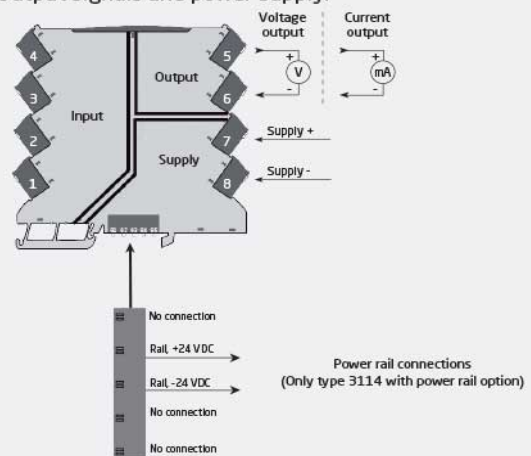 output signals and power supply.
Voltage output
Current output
4
5
+
+
Output
V
mA
3
6
-
-
Input
2
7
Supply +
Supply
1
8
Supply -
No connection
Rail, +24 VDC
Rail, -24 VDC
No connection
No connection
Power rail connections
(Only type 3114 with power rail option)